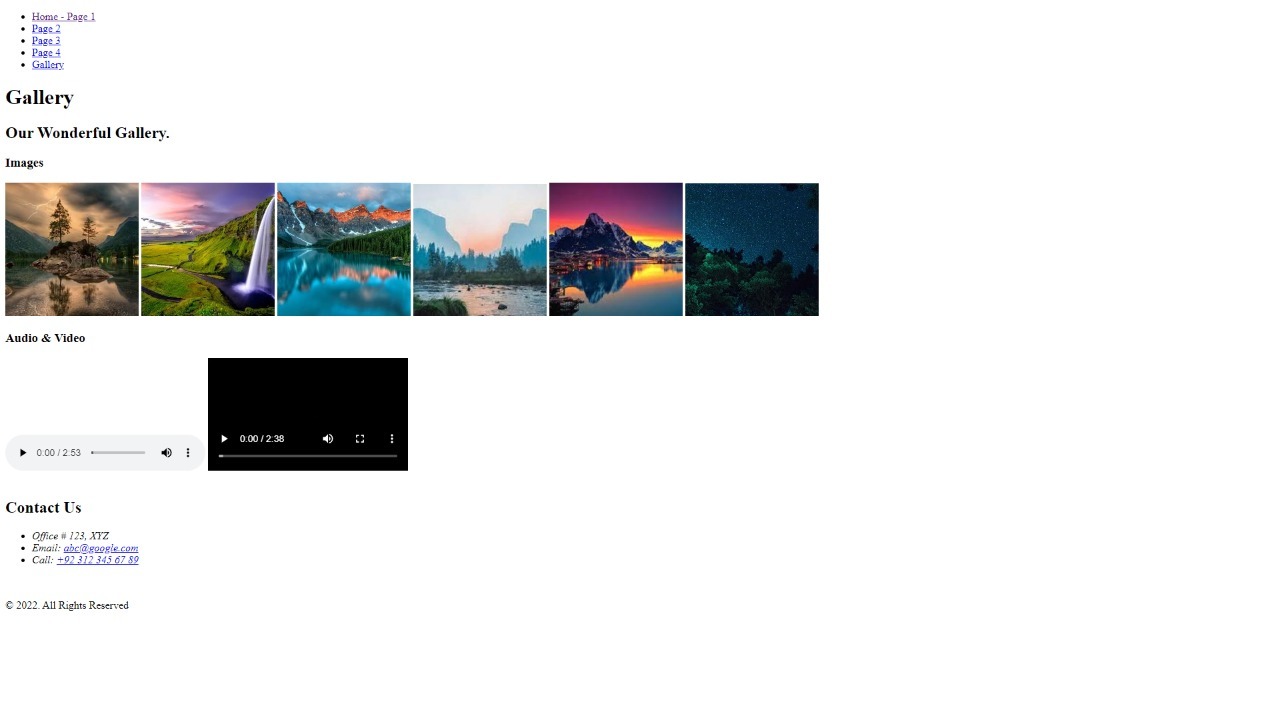 Home - Page 1
Page 2
Page 3
Page 4
Gallery
Gallery
Our Wonderful Gallery.
Images
Audio & Video
0:00 / 2:53
0:00 / 2:38
Contact Us
Office # 123, XYZ
Email: abc@google.com
Call: +92 312 345 67 89
© 2022. All Rights Reserved